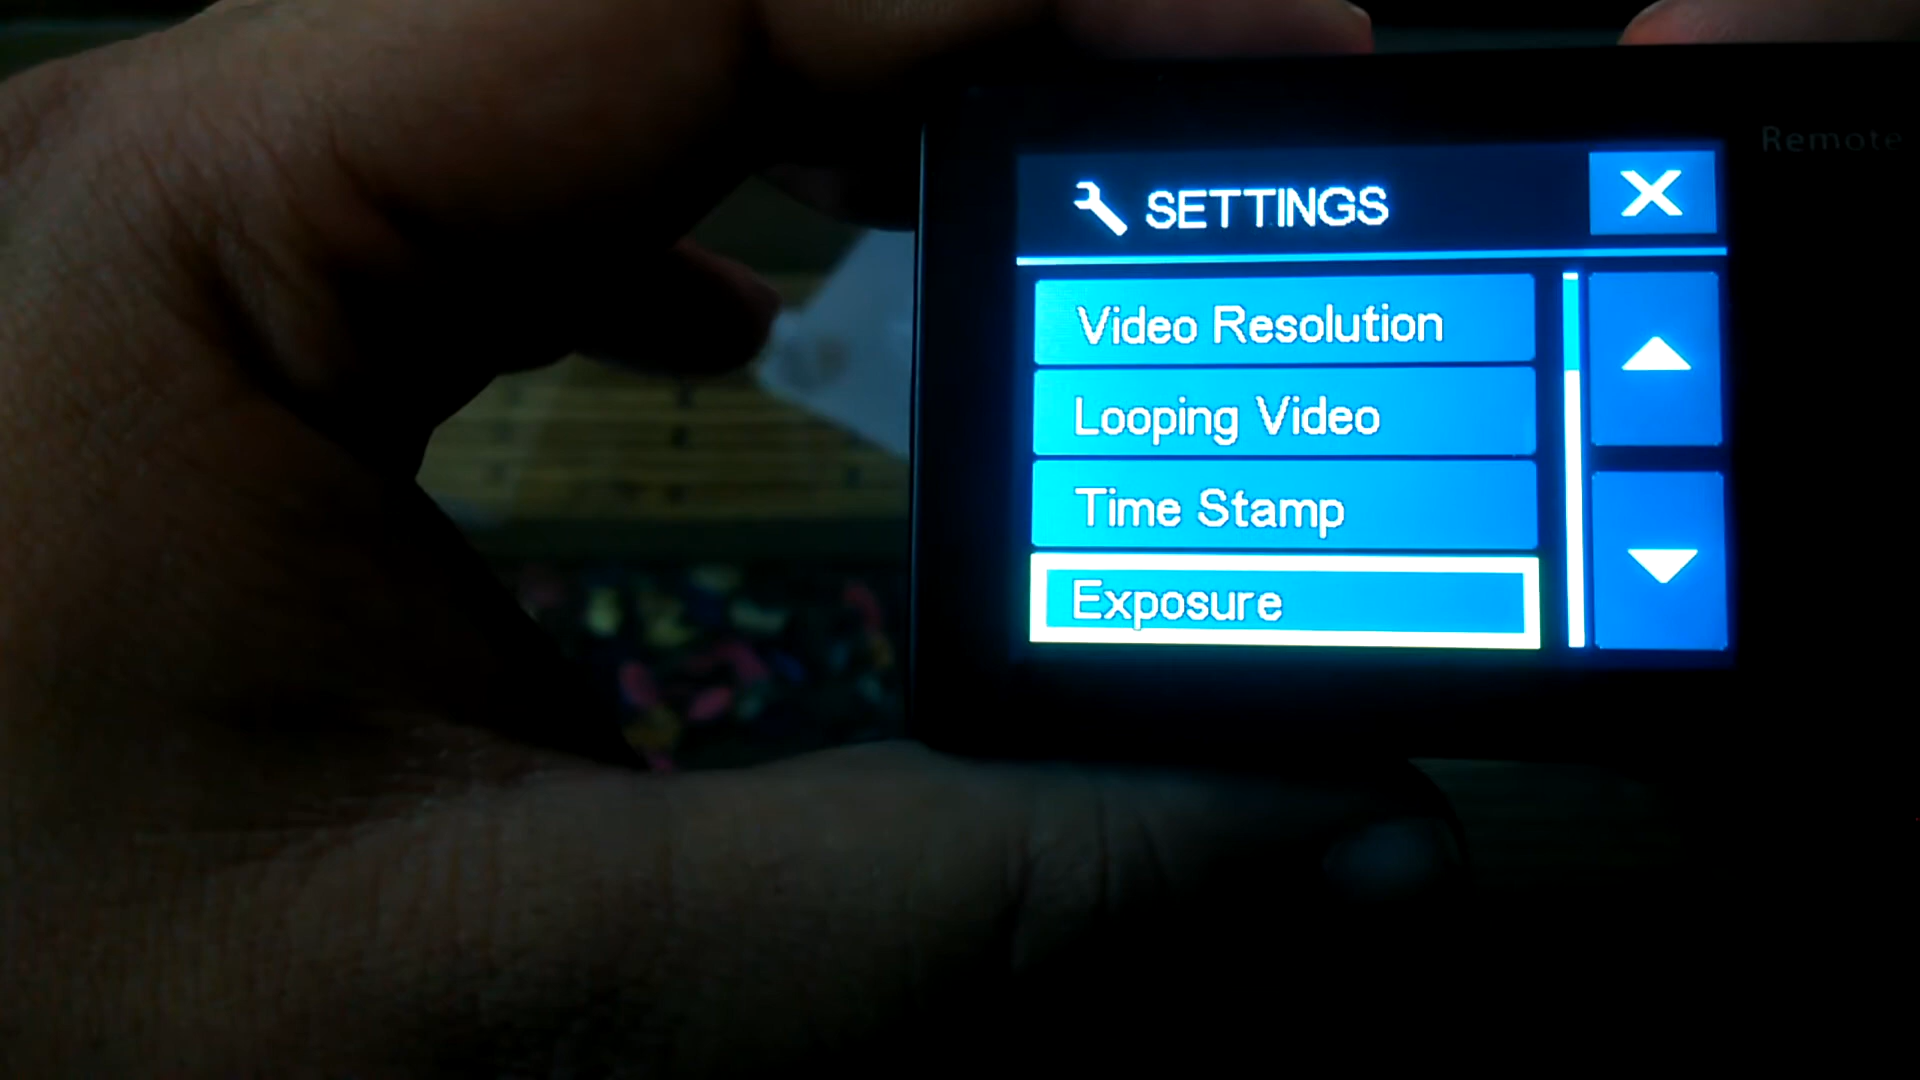 Remote
SETTINGS
Video Resolution
Looping Video
Time Stamp
Exposure